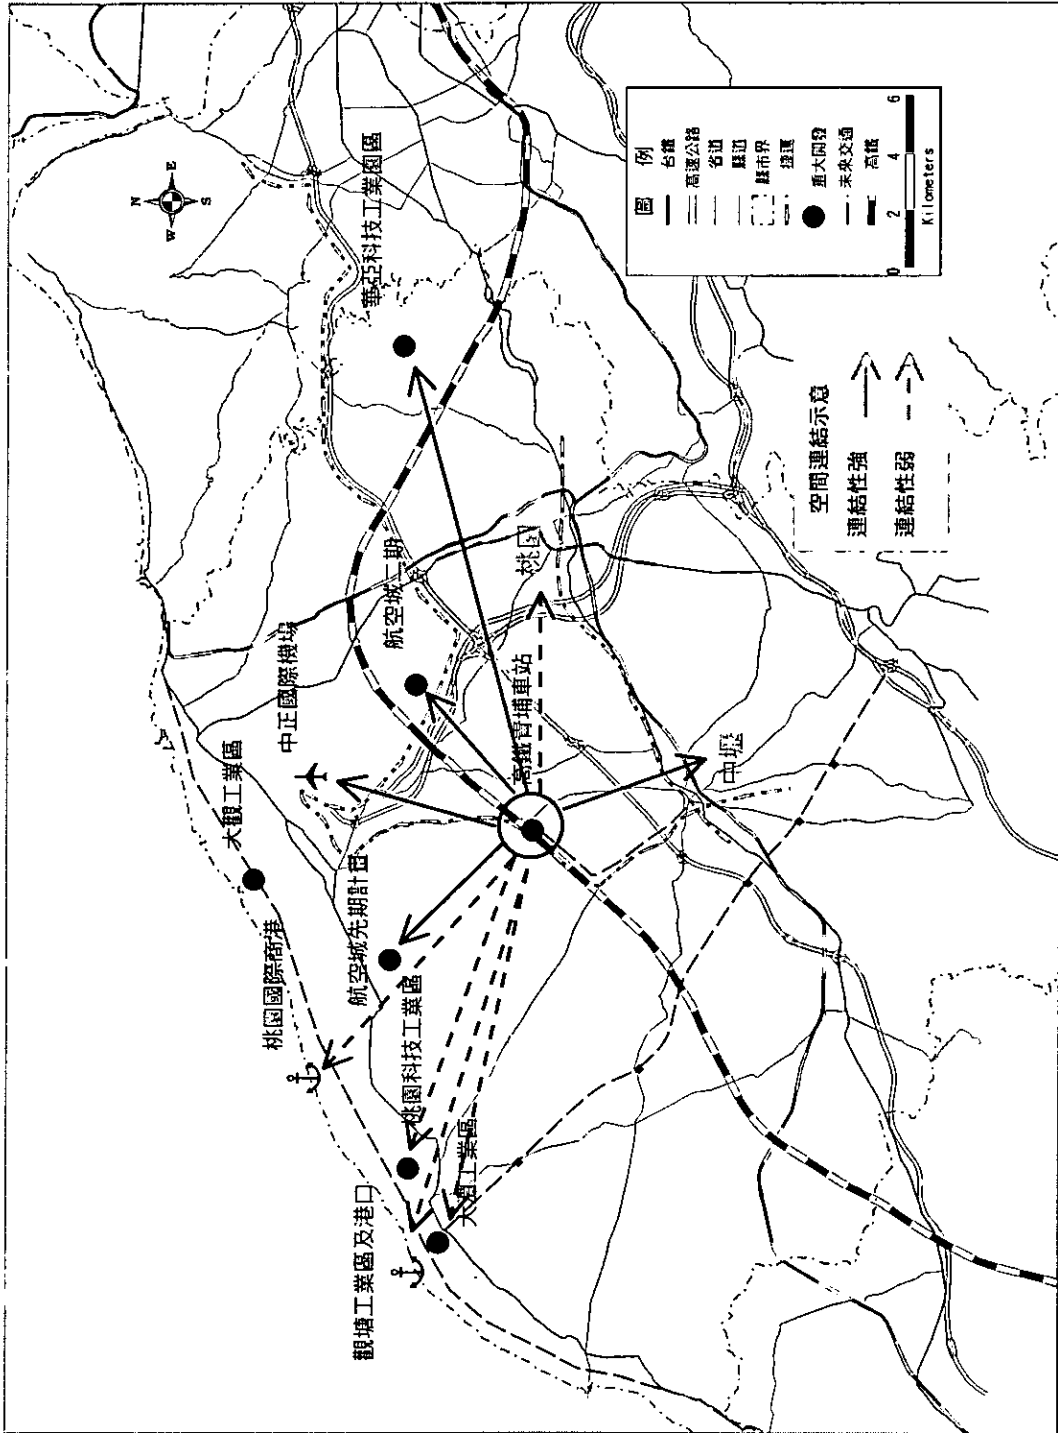 N
W
E
S
華亞科技工業園區
中正國際機場
航空城二期
桃園
大觀工業區
高鐵青埔車站
中壢
桃園國際商港
航空城先期計畫
桃園科技工業區
觀塘工業區及港口
大潭工業區
圖例
台鐵
高速公路
省道
縣道
縣市界
捷運
重大開發
未來交通
高鐵
0 2 4 6
Kilometers
空間連結示意
連結性強
連結性弱